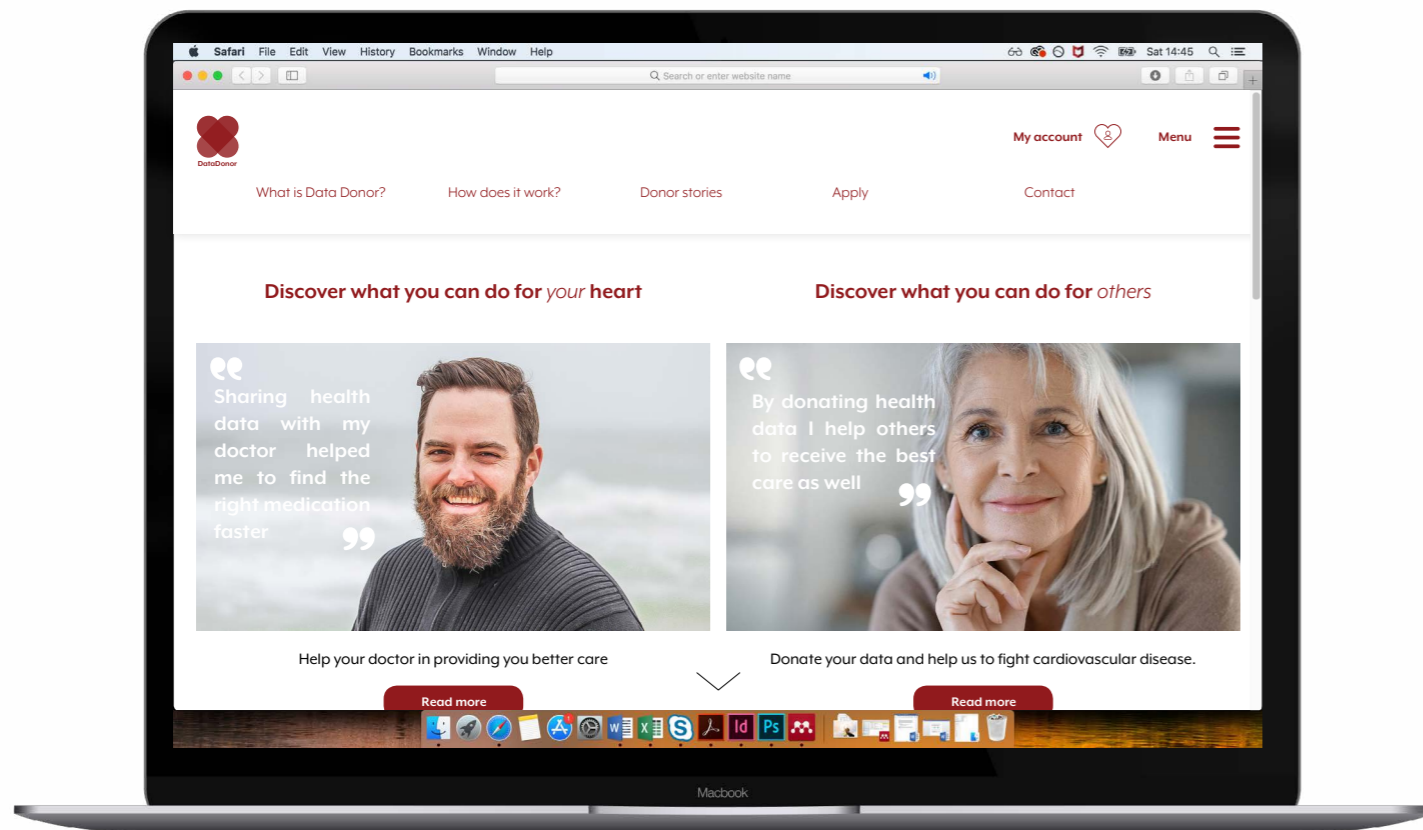 Safari File Edit View History Bookmarks Window Help
Sat 14:45
Search or enter website name
DataDonor
My account
Menu
What is Data Donor? How does it work? Donor stories Apply Contact
Discover what you can do for your heart
“
Sharing health
data with my
doctor helped
me to find the
right medication
faster ”
Help your doctor in providing you better care
Read more
Discover what you can do for others
“
By donating health
data I help others
to receive the best
care as well ”
Donate your data and help us to fight cardiovascular disease.
Read more
W X S Id Ps
Macbook